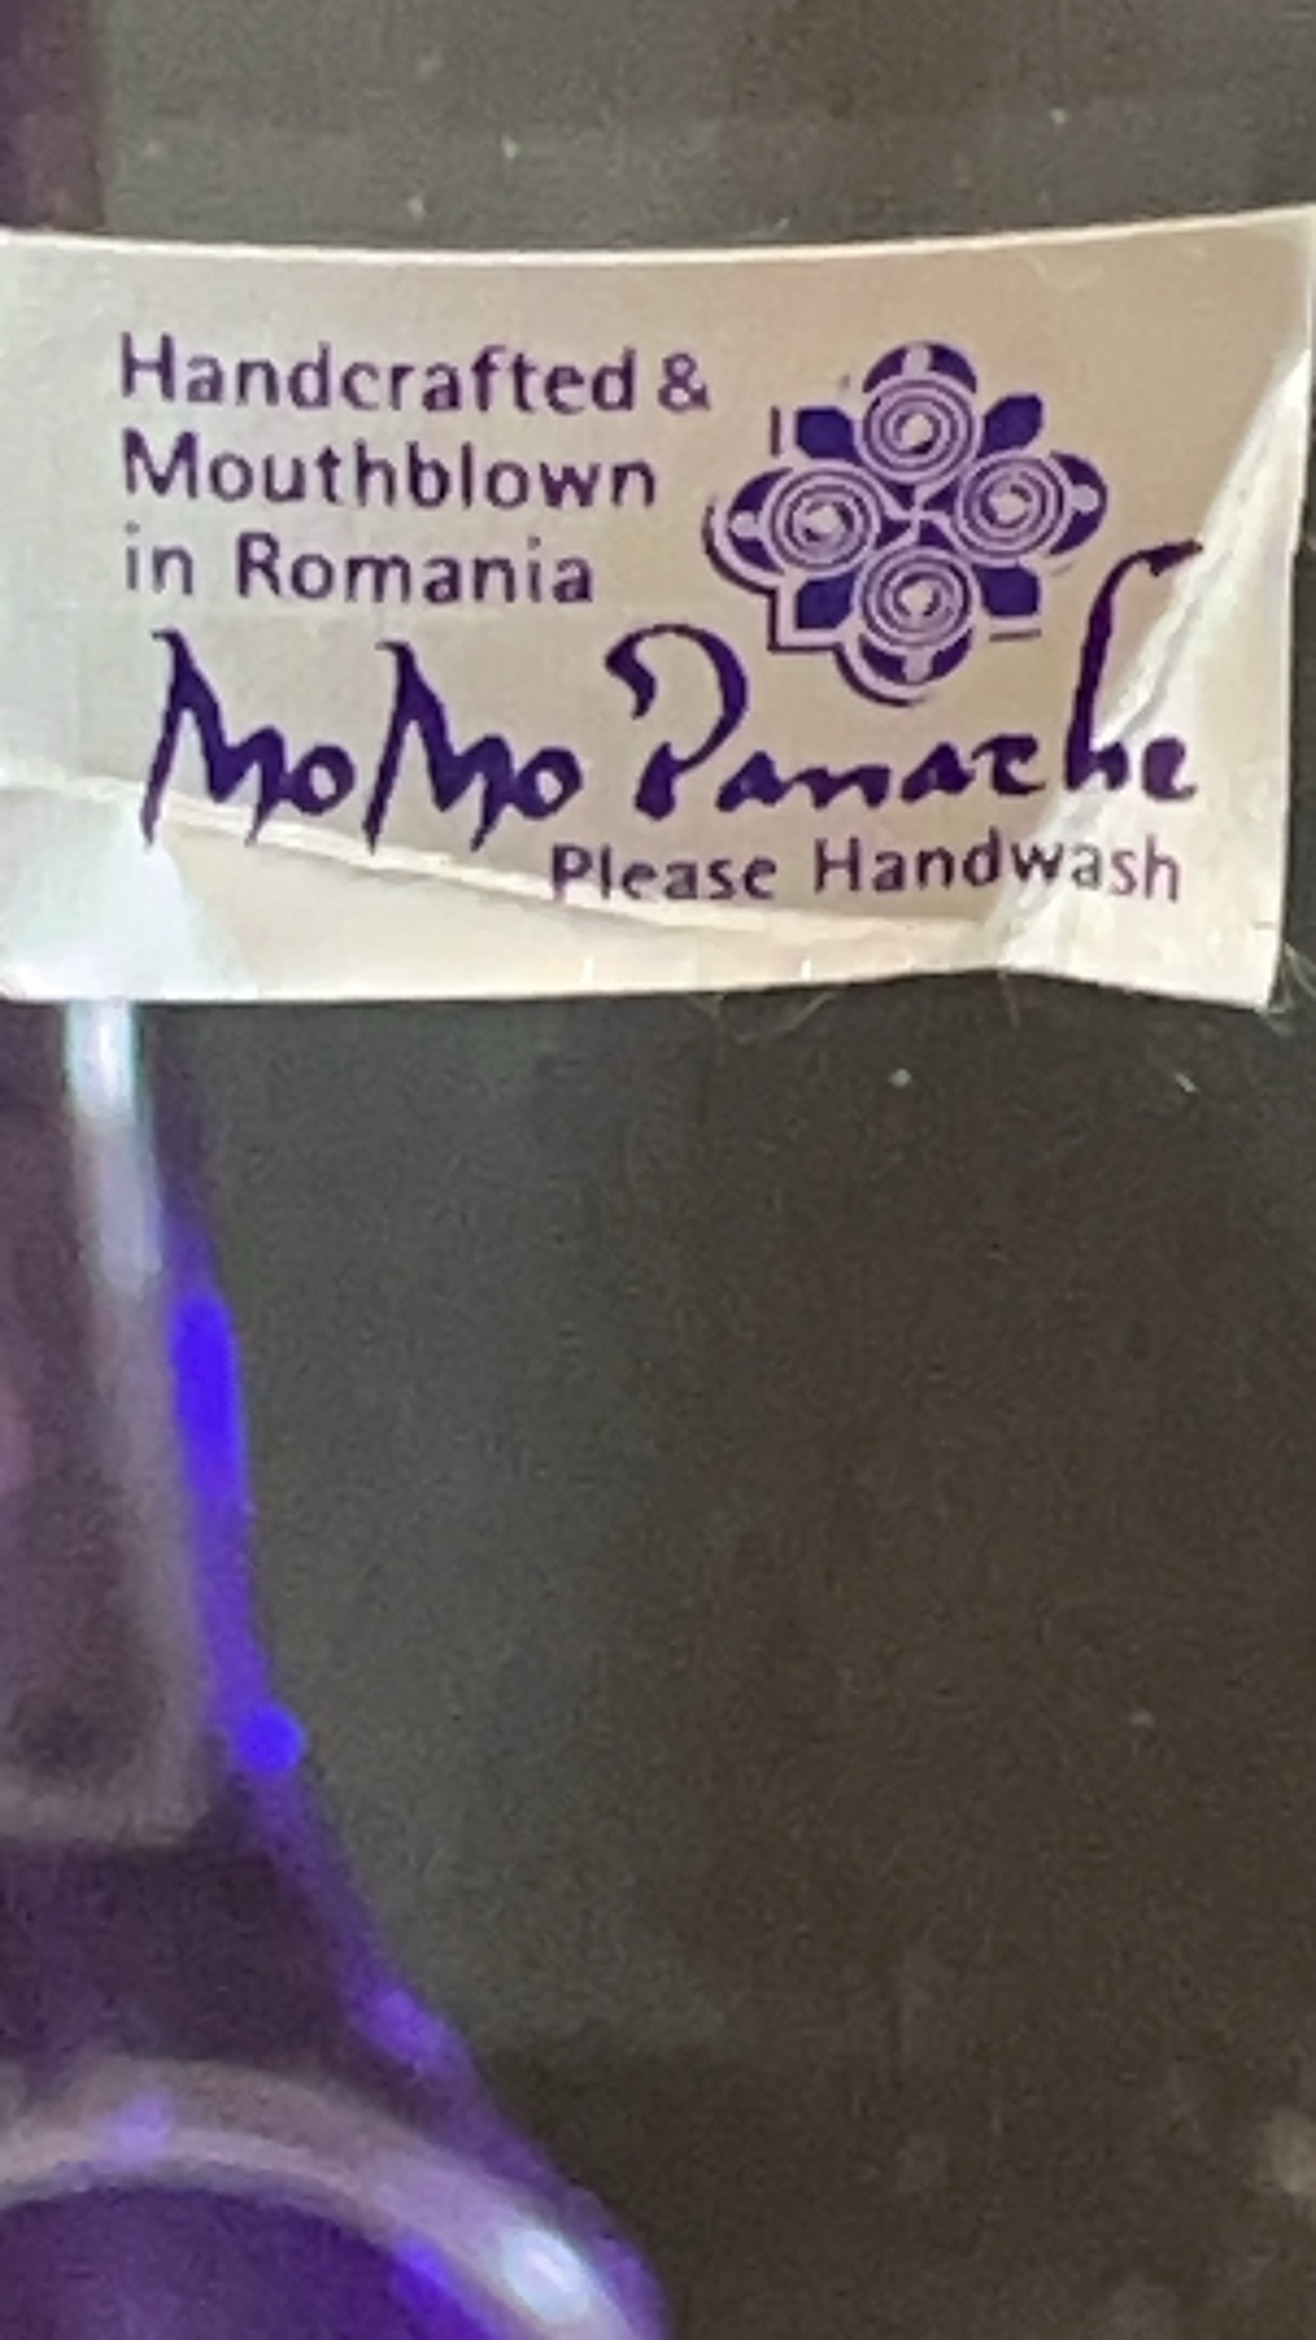 Handcrafted &
Mouthblown
in Romania
MoMo Panache
Please Handwash